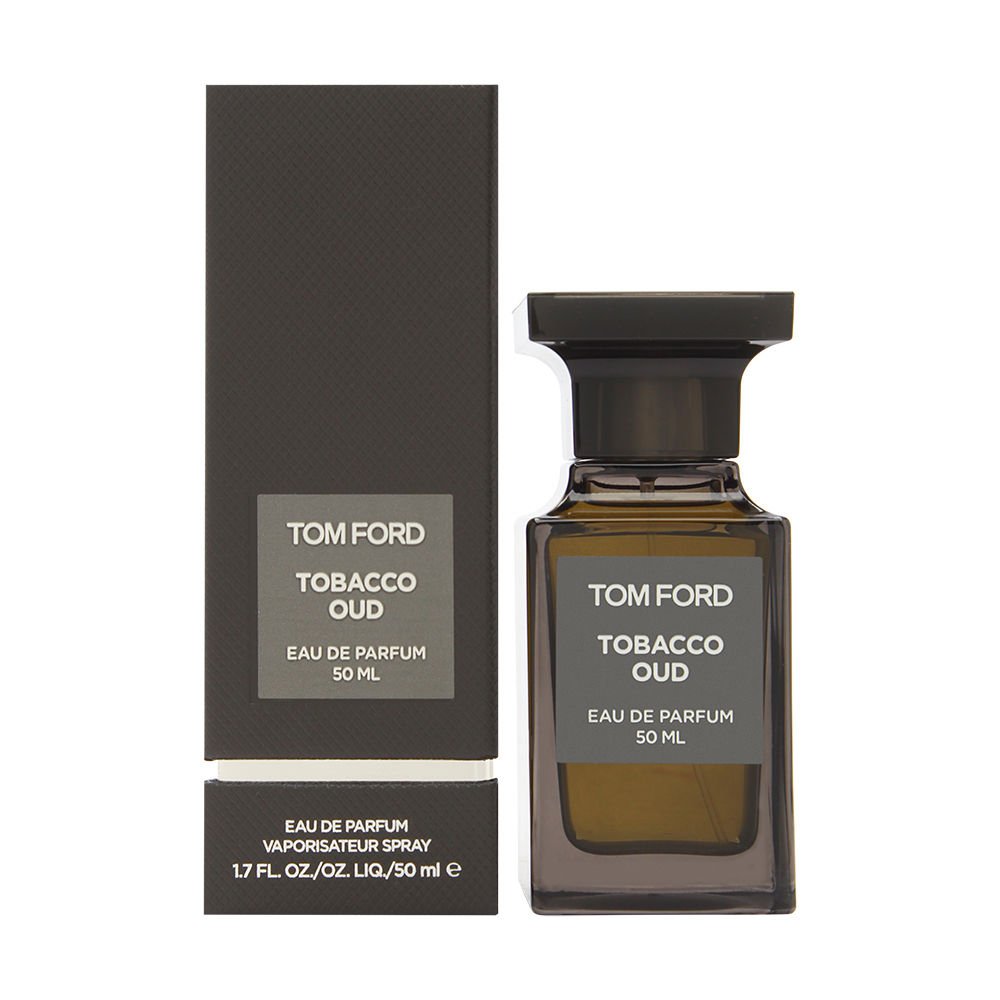 TOM FORD
TOBACCO
OUD
EAU DE PARFUM
50 ML
EAU DE PARFUM
VAPORISATEUR SPRAY
1.7 FL. OZ./OZ. LIQ./50 ml ℮
TOM FORD
TOBACCO
OUD
EAU DE PARFUM
50 ML